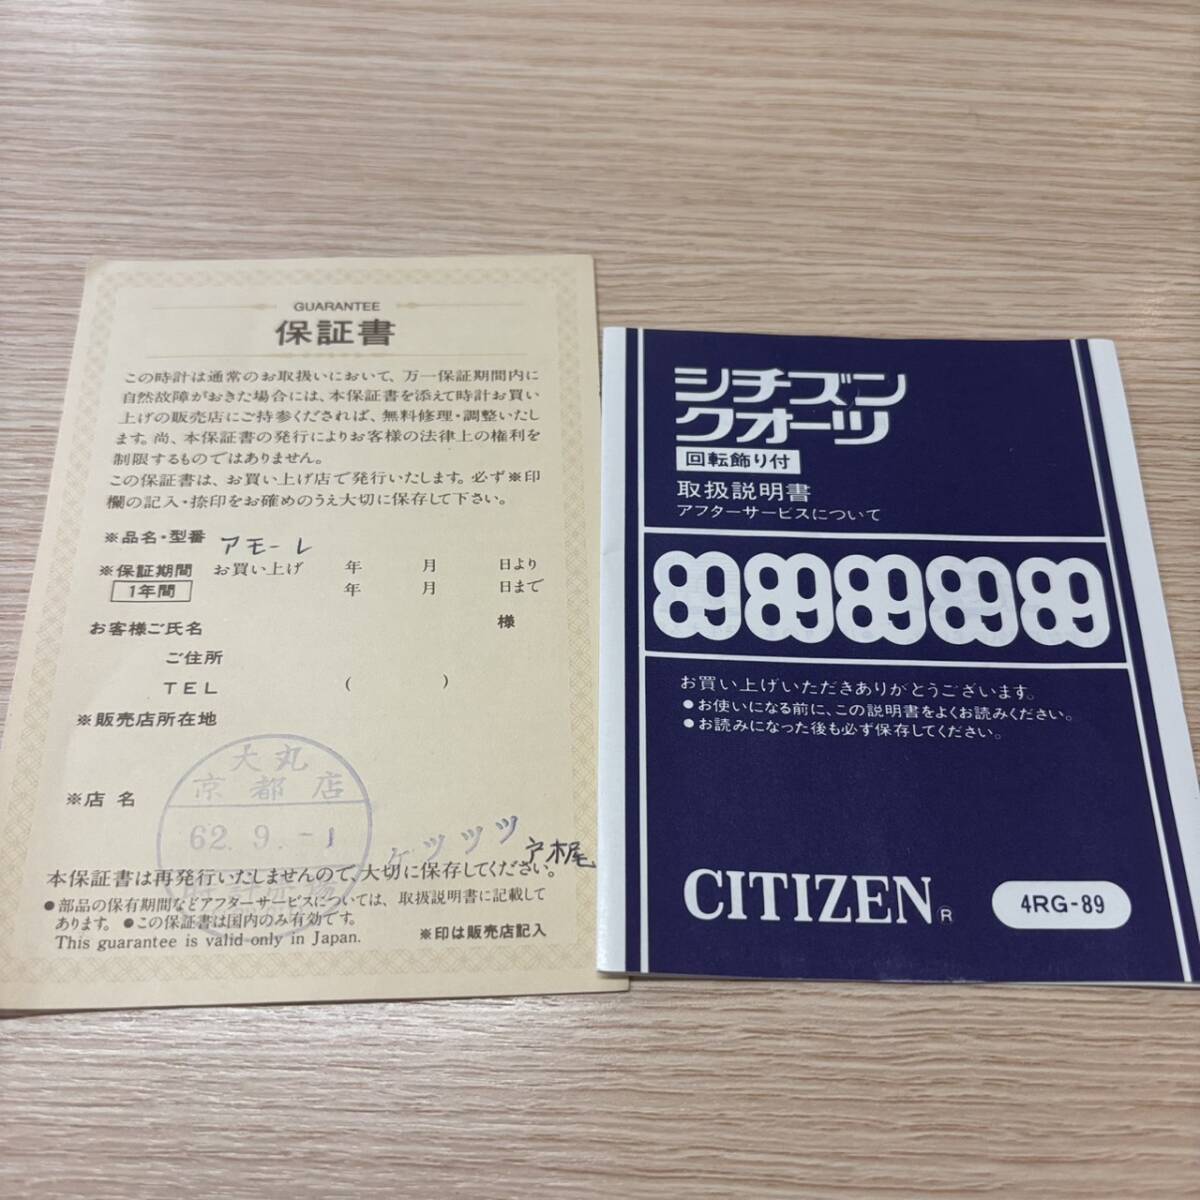 GUARANTEE
保証書
この時計は通常のお取扱いにおいて、万一保証期間内に
自然故障がおきた場合には、本保証書を添えて時計お買い
上げの販売店にご持参くだされば、無料修理・調整いたし
ます。尚、本保証書の発行によりお客様の法律上の権利を
制限するものではありません。
この保証書は、お買い上げ店で発行いたします。必ず※印
欄の記入・捺印をお確めのうえ大切に保存して下さい。
※品名・型番 アモーレ
※保証期間 お買い上げ 年 月 日より
1年間 年 月 日まで
お客様ご氏名 様
ご住所
TEL ( )
※販売店所在地
大丸
京都店
※店名
62.9.-1
本保証書は再発行いたしませんので、大切に保存してください。
●部品の保有期間などアフターサービスについては、取扱説明書に記載して
あります。●この保証書は国内のみ有効です。
This guarantee is valid only in Japan.
※印は販売店記入
シチズン
クオーツ
回転飾り付
取扱説明書
アフターサービスについて
89 89 89 89 89
お買い上げいただきありがとうございます。
●お使いになる前に、この説明書をよくお読みください。
●お読みになった後も必ず保存してください。
CITIZEN®
4RG-89